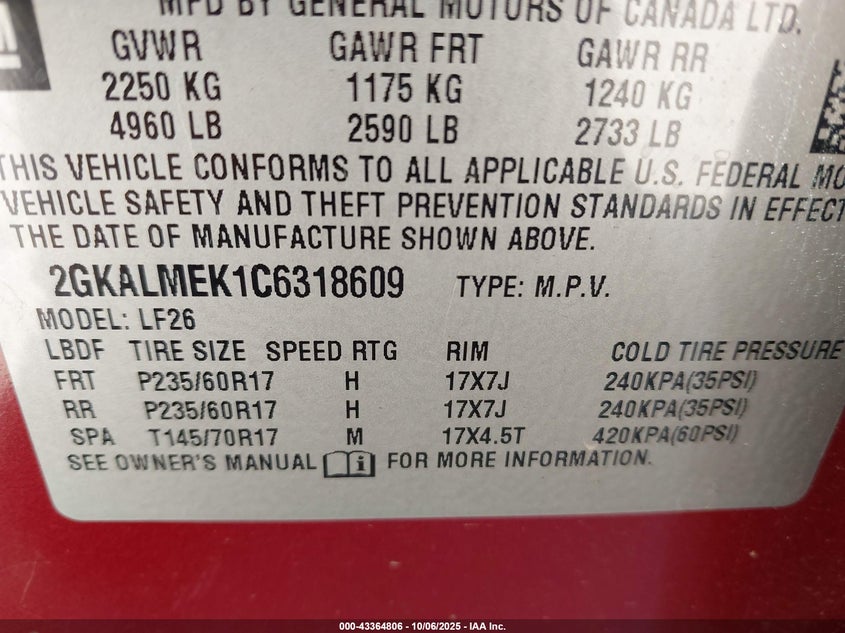 MFD BY GENERAL MOTORS OF CANADA LTD.
GVWR GAWR FRT GAWR RR
2250 KG 1175 KG 1240 KG
4960 LB 2590 LB 2733 LB
THIS VEHICLE CONFORMS TO ALL APPLICABLE U.S. FEDERAL MO
VEHICLE SAFETY AND THEFT PREVENTION STANDARDS IN EFFECT
THE DATE OF MANUFACTURE SHOWN ABOVE.
2GKALMEK1C6318609 TYPE: M.P.V.
MODEL: LF26
LBDF TIRE SIZE SPEED RTG RIM COLD TIRE PRESSURE
FRT P235/60R17 H 17X7J 240KPA(35PSI)
RR P235/60R17 H 17X7J 240KPA(35PSI)
SPA T145/70R17 M 17X4.5T 420KPA(60PSI)
SEE OWNER'S MANUAL i FOR MORE INFORMATION.
000-43364806 - 10/06/2025 - IAA Inc.